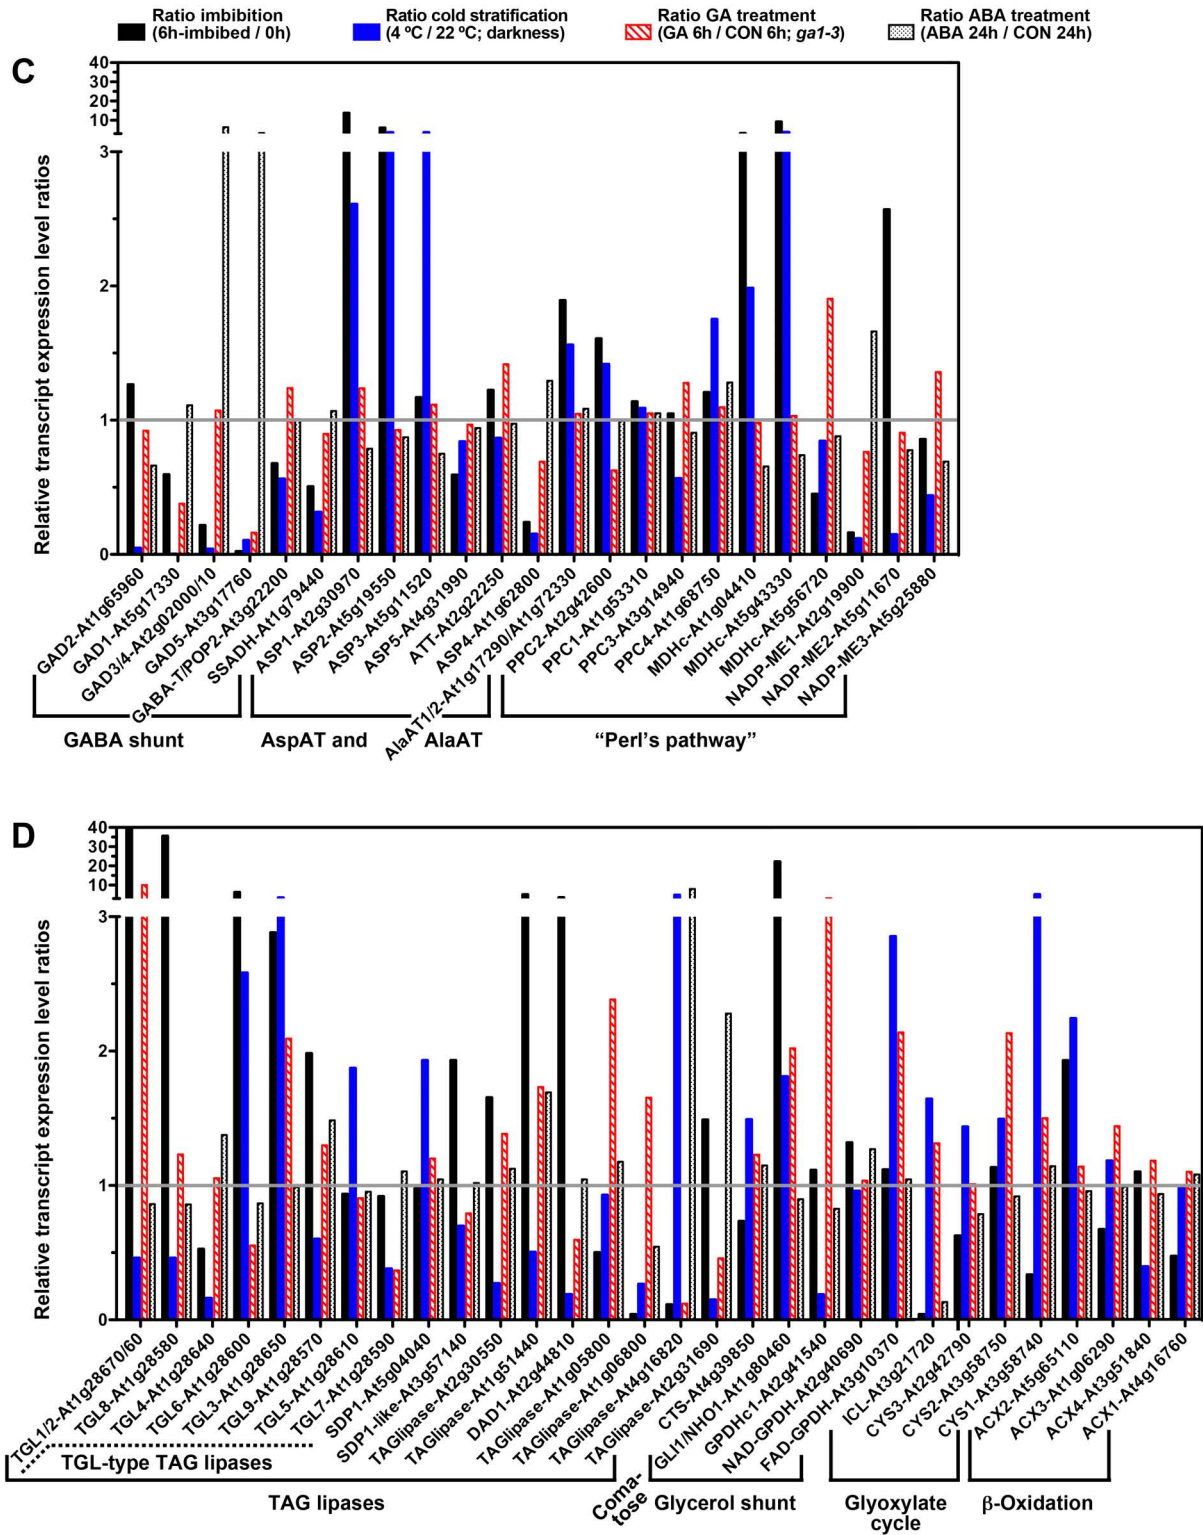 Ratio imbibition
(6h-imbibed / 0h)
Ratio cold stratification
(4 ºC / 22 ºC; darkness)
Ratio GA treatment
(GA 6h / CON 6h; ga1-3)
Ratio ABA treatment
(ABA 24h / CON 24h)
C
Relative transcript expression level ratios
40
30
20
10
3
2
1
0
GAD2-At1g65960
GAD1-At5g17330
GAD3/4-At2g02000/10
GAD5-At3g17760
GABA-T/POP2-At3g22200
SSADH-At1g79440
ASP1-At2g30970
ASP2-At5g19550
ASP3-At5g11520
ASP5-At4g31990
ATT-At2g22250
ASP4-At1g62800
AlaAT1/2-At1g17290/At1g72330
PPC2-At2g42600
PPC1-At1g53310
PPC3-At3g14940
PPC4-At1g68750
MDHc-At1g04410
MDHc-At5g43330
MDHc-At5g56720
NADP-ME1-At2g19900
NADP-ME2-At5g11670
NADP-ME3-At5g25880
GABA shunt
AspAT and AlaAT
“Perl’s pathway”
D
Relative transcript expression level ratios
40
30
20
10
3
2
1
0
TGL1/2-At1g28670/60
TGL8-At1g28580
TGL4-At1g28640
TGL6-At1g28600
TGL3-At1g28650
TGL9-At1g28570
TGL5-At1g28610
TGL7-At1g28590
SDP1-At5g04040
SDP1-like-At3g57140
TAGlipase-At2g30550
TAGlipase-At1g51440
DAD1-At2g44810
TAGlipase-At1g05800
TAGlipase-At1g06800
TAGlipase-At4g16820
TAGlipase-At2g31690
CTS-At4g39850
GLI1/NHO1-At1g80460
GPDHc1-At2g41540
NAD-GPDH-At2g40690
FAD-GPDH-At3g10370
ICL-At3g21720
CYS3-At2g42790
CYS2-At3g58750
CYS1-At3g58740
ACX2-At5g65110
ACX3-At1g06290
ACX4-At3g51840
ACX1-At4g16760
TGL-type TAG lipases
TAG lipases
Coma-
tose
Glycerol shunt
Glyoxylate
cycle
β-Oxidation